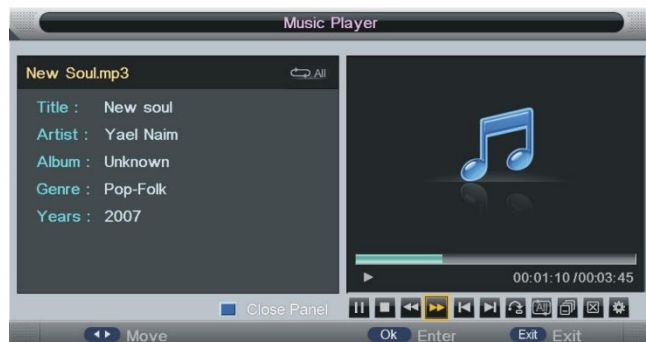 Music Player
New Soul.mp3 All
Title : New soul
Artist : Yael Naim
Album : Unknown
Genre : Pop-Folk
Years : 2007
00:01:10 /00:03:45
Close Panel
All
Move Ok Enter Exit Exit